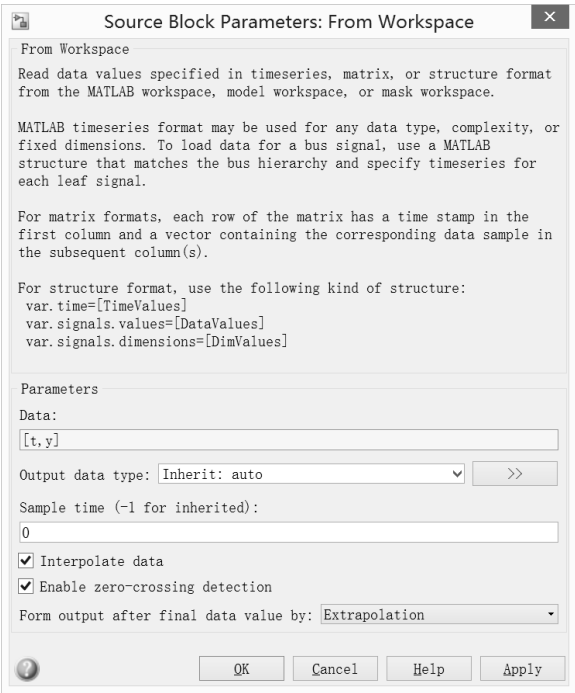 Source Block Parameters: From Workspace
From Workspace
Read data values specified in timeseries, matrix, or structure format
from the MATLAB workspace, model workspace, or mask workspace.
MATLAB timeseries format may be used for any data type, complexity, or
fixed dimensions. To load data for a bus signal, use a MATLAB
structure that matches the bus hierarchy and specify timeseries for
each leaf signal.
For matrix formats, each row of the matrix has a time stamp in the
first column and a vector containing the corresponding data sample in
the subsequent column(s).
For structure format, use the following kind of structure:
var.time=[TimeValues]
var.signals.values=[DataValues]
var.signals.dimensions=[DimValues]
Parameters
Data:
[t,y]
Output data type: Inherit: auto >>
Sample time (-1 for inherited):
0
Interpolate data
Enable zero-crossing detection
Form output after final data value by: Extrapolation
OK Cancel Help Apply